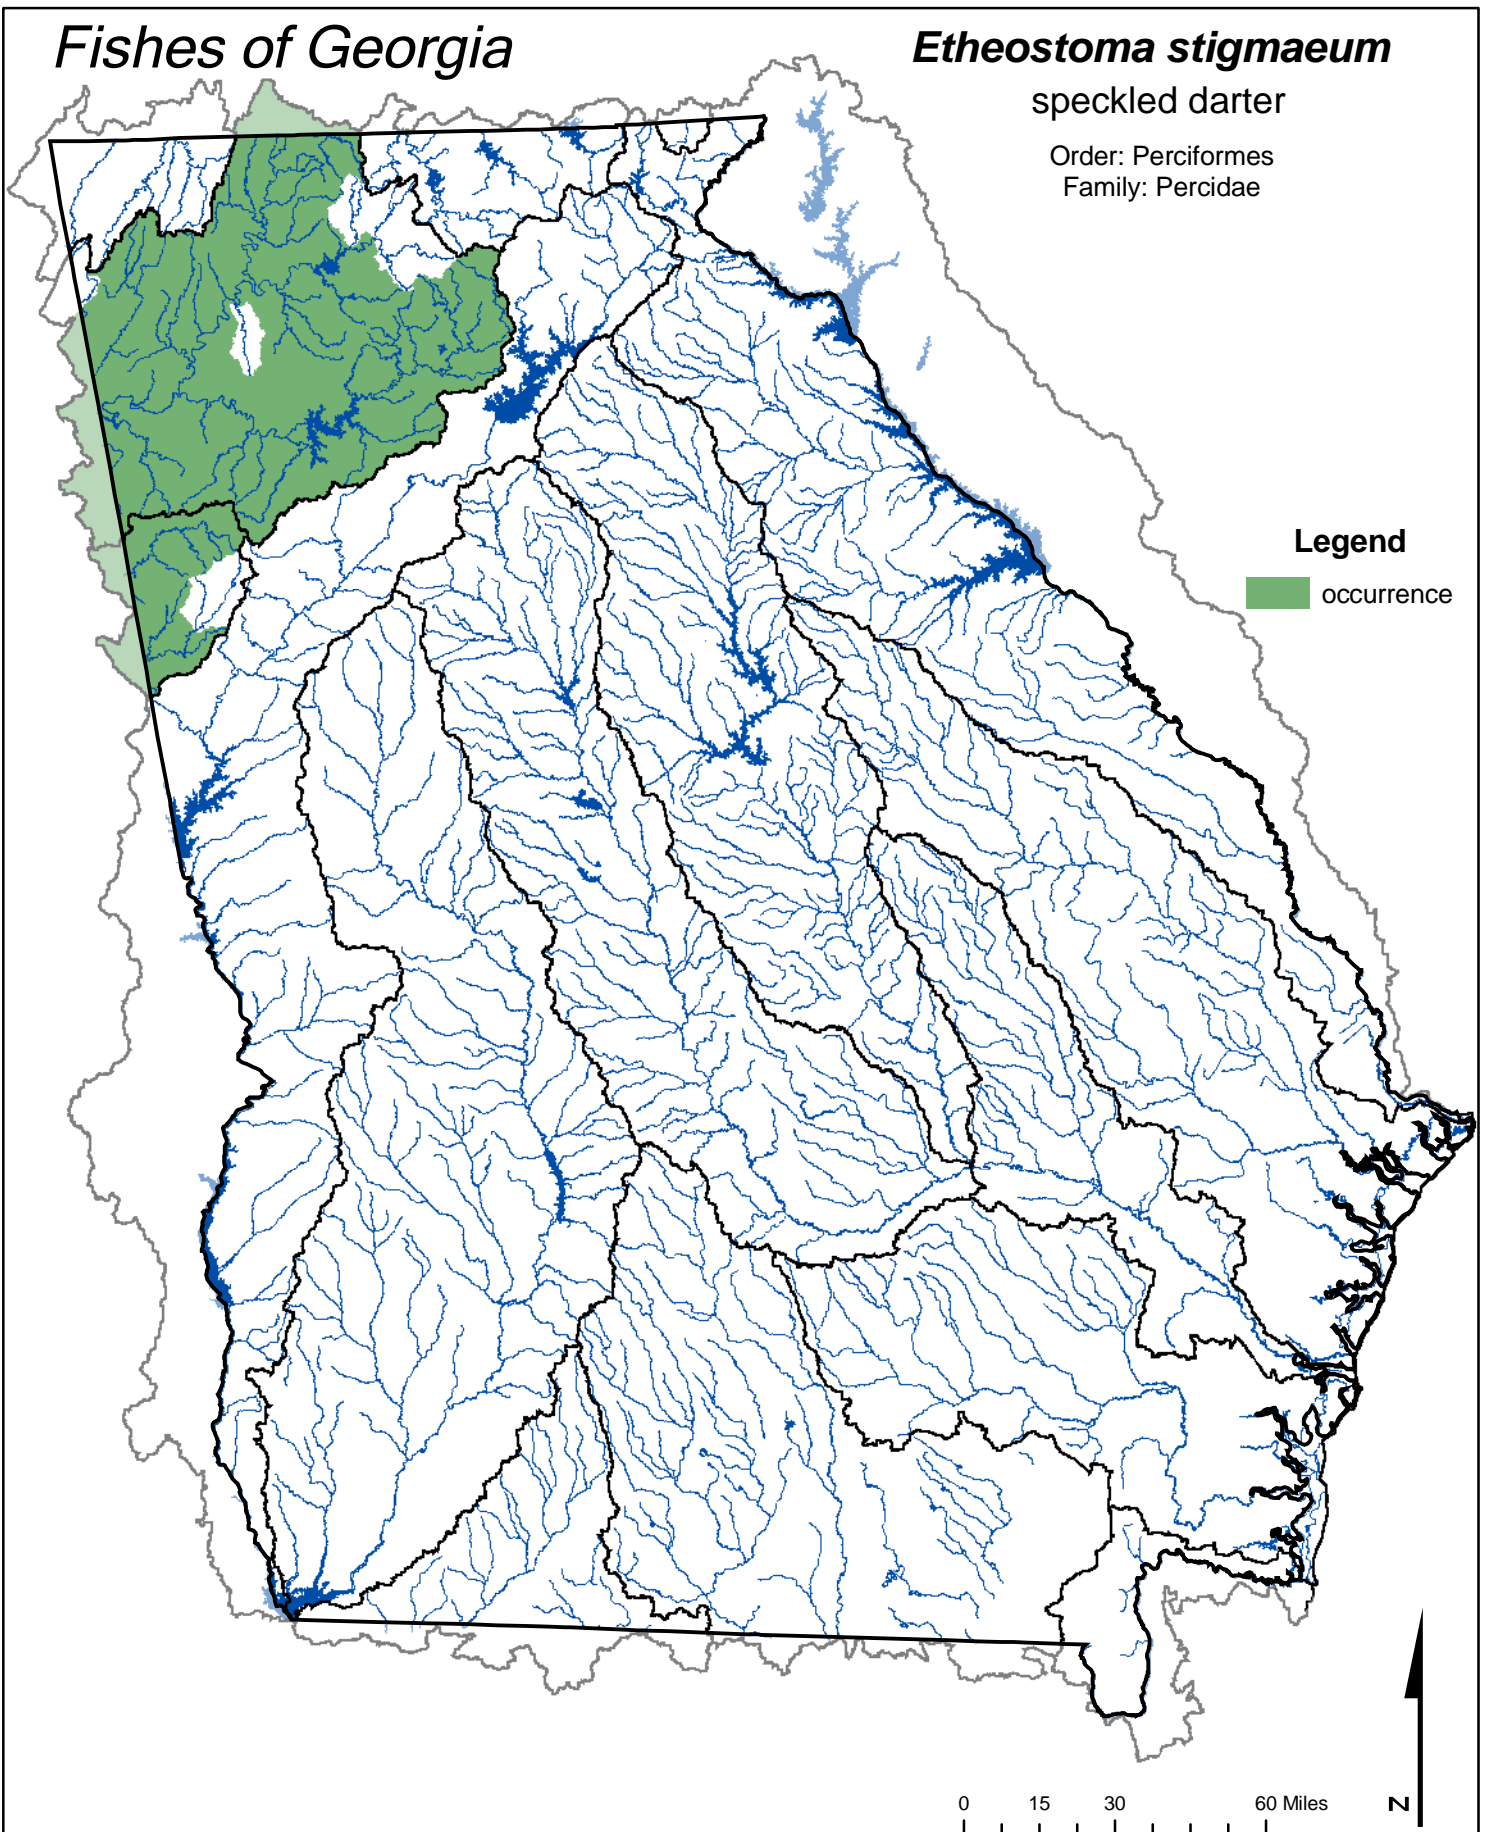 Fishes of Georgia
Etheostoma stigmaeum
speckled darter
Order: Perciformes
Family: Percidae
Legend
occurrence
0 15 30 60 Miles
N